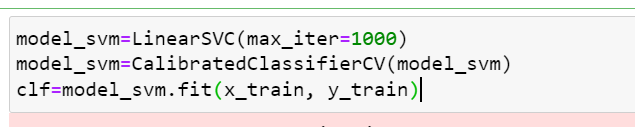 model_svm=LinearSVC(max_iter=1000)
model_svm=CalibratedClassifierCV(model_svm)
clf=model_svm.fit(x_train, y_train)